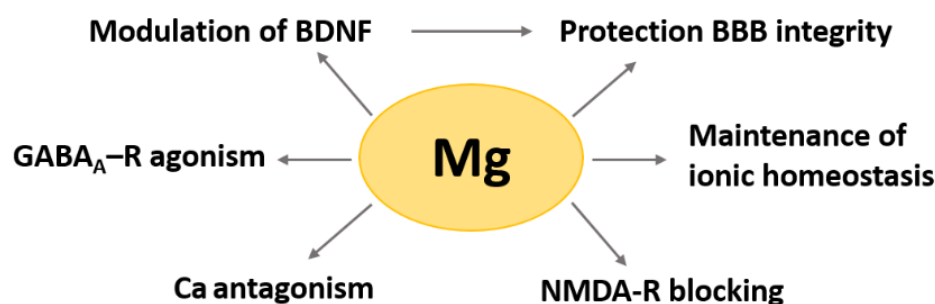 Modulation of BDNF
Protection BBB integrity
GABAA–R agonism
Mg
Maintenance of
ionic homeostasis
Ca antagonism
NMDA-R blocking